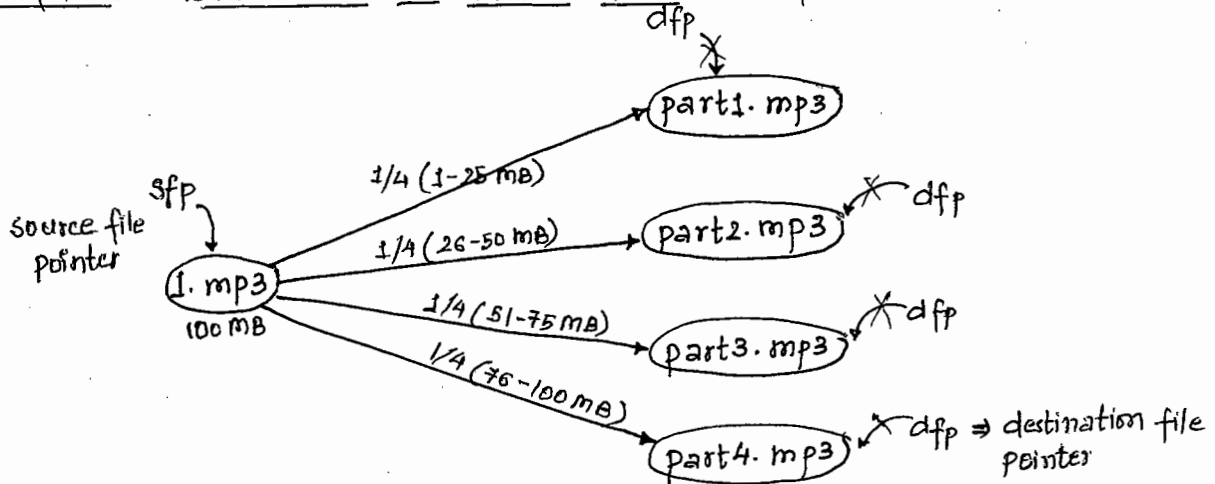 dfp
part1.mp3
1/4 (1-25 MB)
sfp
source file
pointer
1/4 (26-50 MB)
part2.mp3
dfp
1.mp3
100 MB
1/4 (51-75 MB)
part3.mp3
dfp
1/4 (76-100 MB)
part4.mp3
dfp ⇒ destination file
pointer